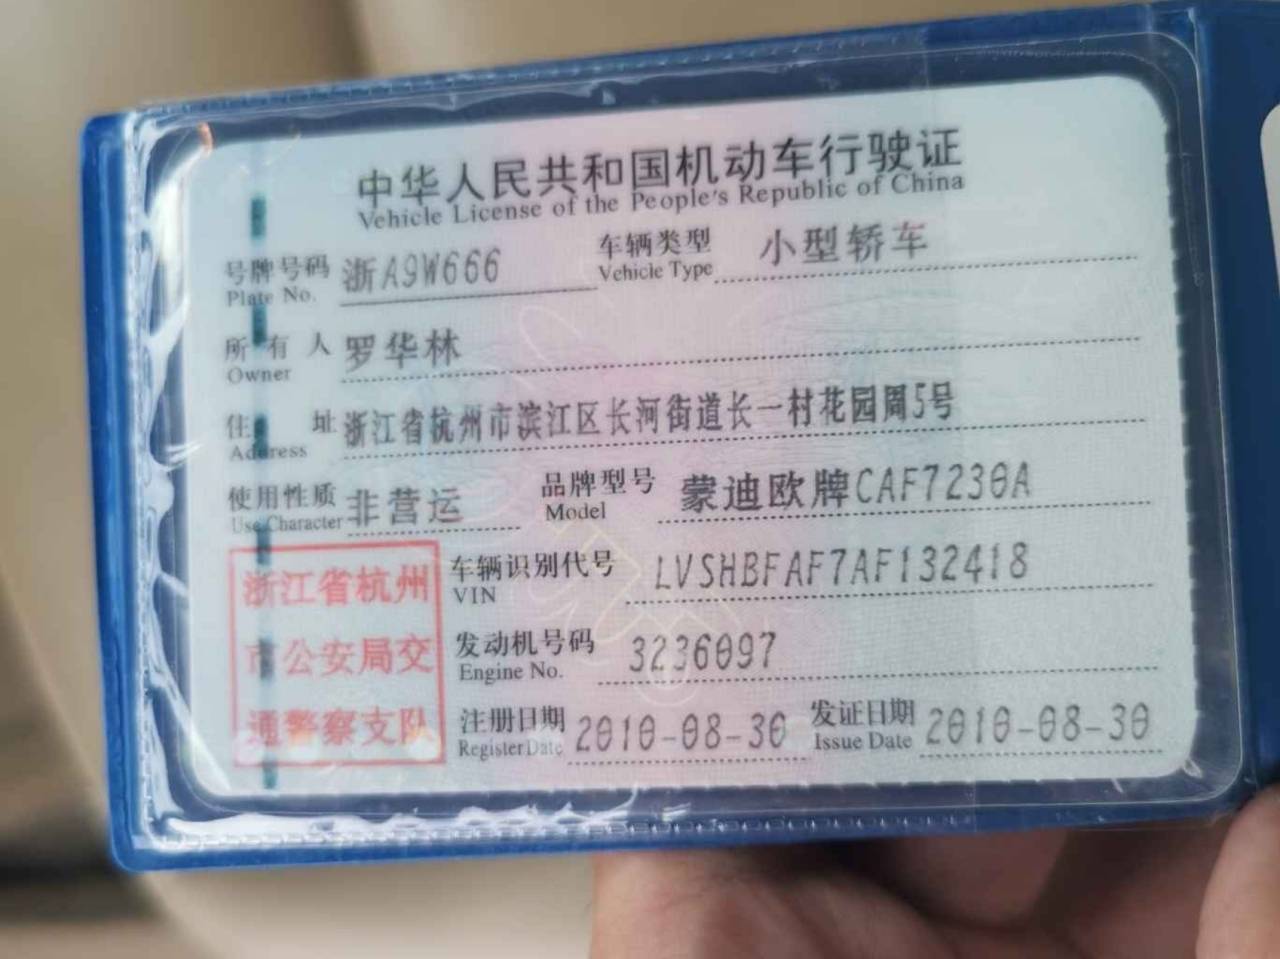 中华人民共和国机动车行驶证
Vehicle License of the People's Republic of China
号牌号码 浙A9W666 车辆类型 小型轿车
Plate No. Vehicle Type
所有人 罗华林
Owner
住址 浙江省杭州市滨江区长河街道长一村花园周5号
Address
使用性质 非营运 品牌型号 蒙迪欧牌CAF7230A
Use Character Model
浙江省杭州
市公安局交
通警察支队
车辆识别代号 LVSHBFAF7AF132418
VIN
发动机号码 3236097
Engine No.
注册日期 2010-08-30 发证日期 2010-08-30
Register Date Issue Date